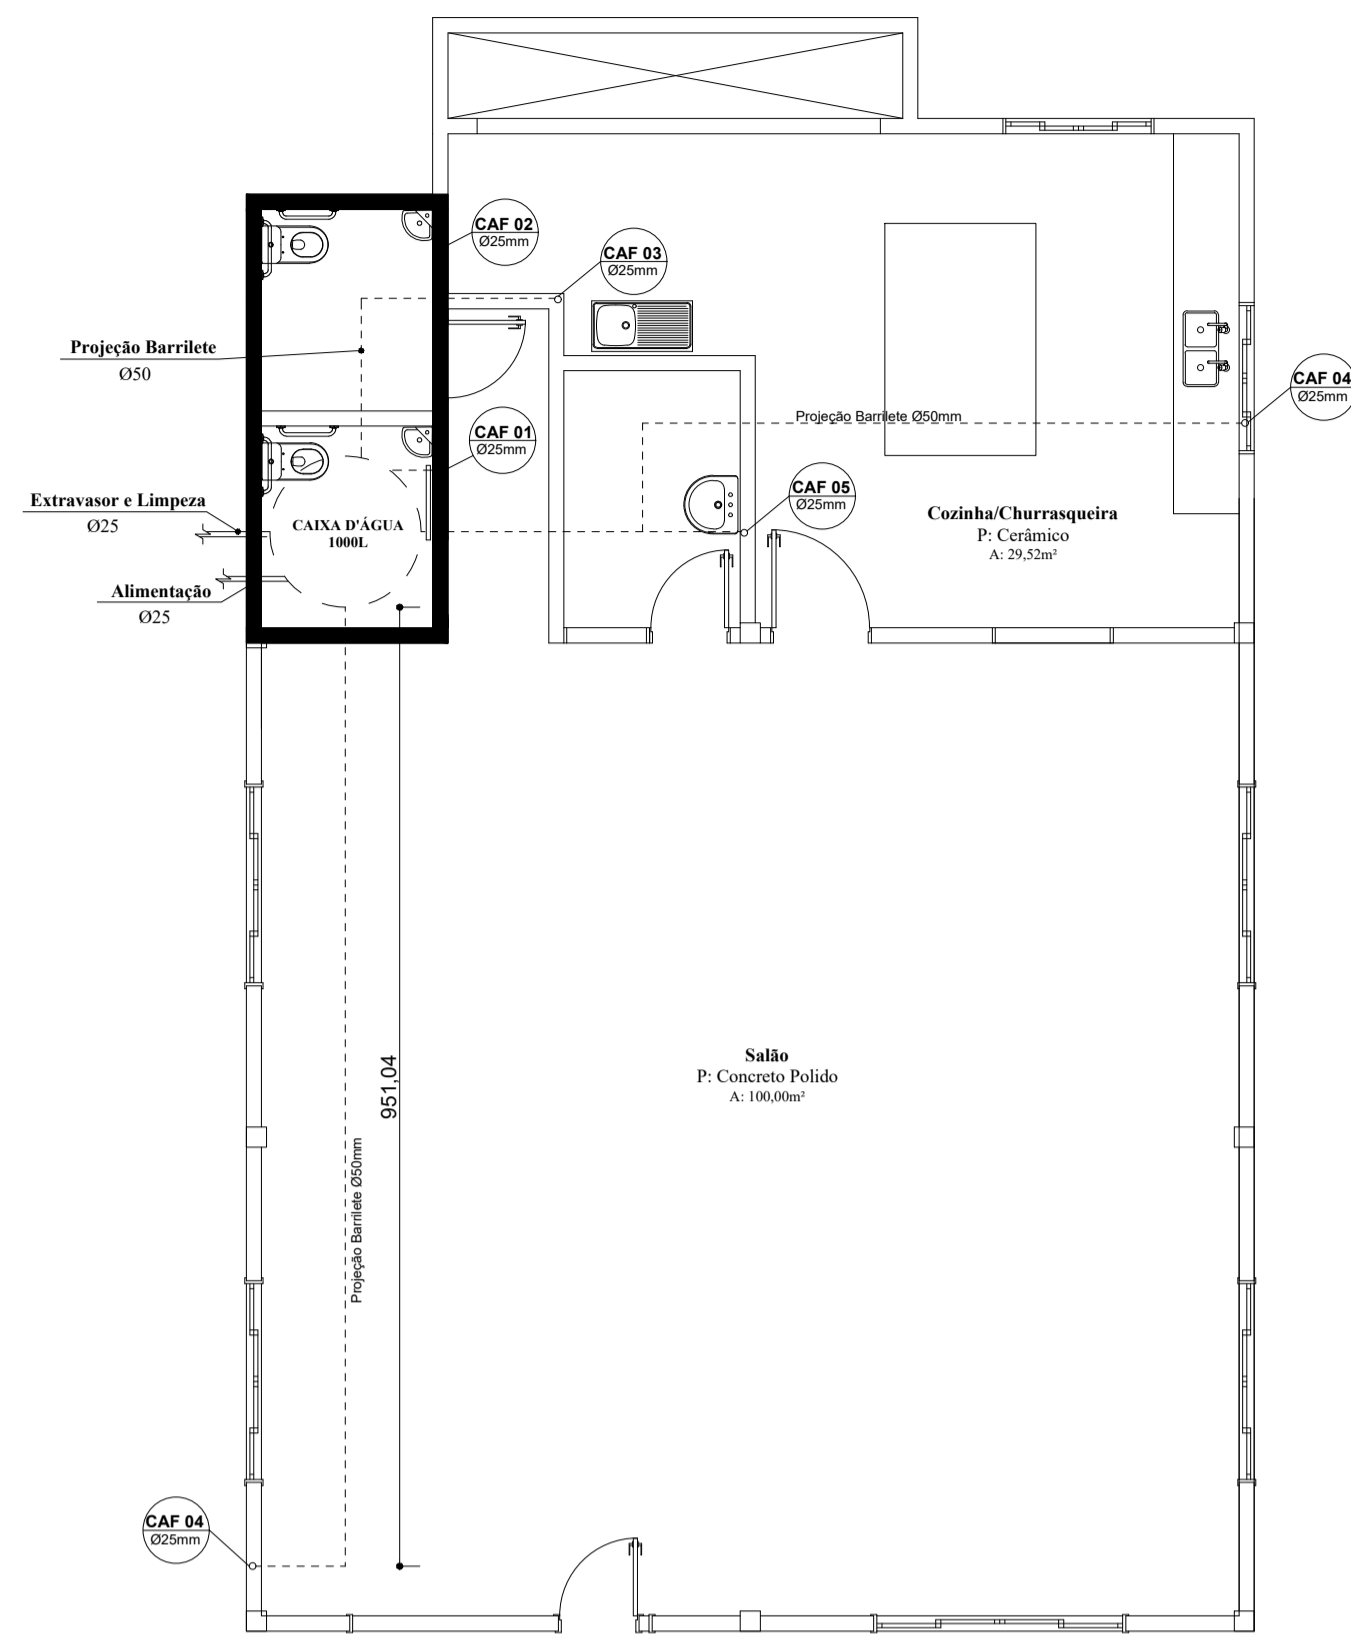 CAF 02
Ø25mm
CAF 03
Ø25mm
Projeção Barrilete
Ø50
CAF 04
Ø25mm
Projeção Barrilete Ø50mm
CAF 01
Ø25mm
Extravasor e Limpeza
Ø25
CAIXA D'ÁGUA
1000L
CAF 05
Ø25mm
Cozinha/Churrasqueira
P: Cerâmico
A: 29,52m²
Alimentação
Ø25
951,04
Salão
P: Concreto Polido
A: 100,00m²
Projeção Barrilete Ø50mm
CAF 04
Ø25mm